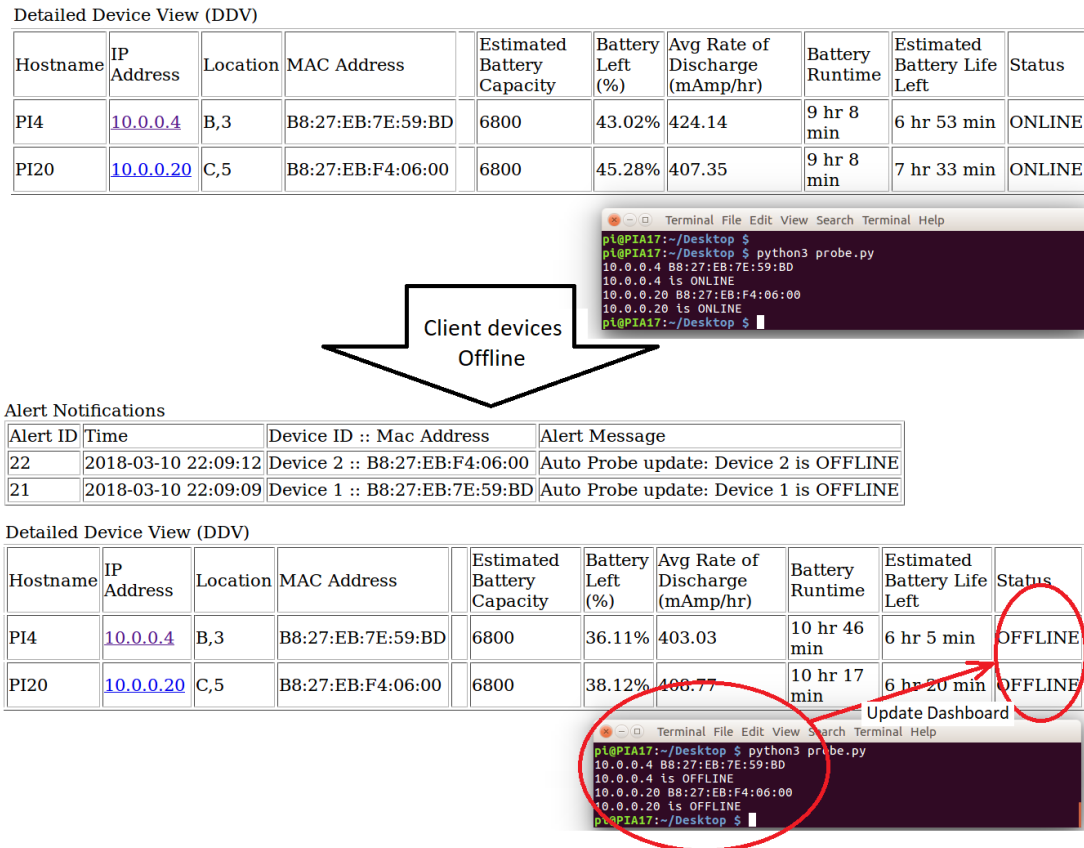 Detailed Device View (DDV)
Hostname IP Address Location MAC Address Estimated Battery Capacity Battery Left (%) Avg Rate of Discharge (mAmp/hr) Battery Runtime Estimated Battery Life Left Status
PI4 10.0.0.4 B,3 B8:27:EB:7E:59:BD 6800 43.02% 424.14 9 hr 8 min 6 hr 53 min ONLINE
PI20 10.0.0.20 C,5 B8:27:EB:F4:06:00 6800 45.28% 407.35 9 hr 8 min 7 hr 33 min ONLINE
Terminal File Edit View Search Terminal Help
pi@PIA17:~/Desktop $
pi@PIA17:~/Desktop $ python3 probe.py
10.0.0.4 B8:27:EB:7E:59:BD
10.0.0.4 is ONLINE
10.0.0.20 B8:27:EB:F4:06:00
10.0.0.20 is ONLINE
pi@PIA17:~/Desktop $
Client devices
Offline
Alert Notifications
Alert ID Time Device ID :: Mac Address Alert Message
22 2018-03-10 22:09:12 Device 2 :: B8:27:EB:F4:06:00 Auto Probe update: Device 2 is OFFLINE
21 2018-03-10 22:09:09 Device 1 :: B8:27:EB:7E:59:BD Auto Probe update: Device 1 is OFFLINE
Detailed Device View (DDV)
Hostname IP Address Location MAC Address Estimated Battery Capacity Battery Left (%) Avg Rate of Discharge (mAmp/hr) Battery Runtime Estimated Battery Life Left Status
PI4 10.0.0.4 B,3 B8:27:EB:7E:59:BD 6800 36.11% 403.03 10 hr 46 min 6 hr 5 min OFFLINE
PI20 10.0.0.20 C,5 B8:27:EB:F4:06:00 6800 38.12% 408.77 10 hr 17 min 6 hr 20 min OFFLINE
Update Dashboard
Terminal File Edit View Search Terminal Help
pi@PIA17:~/Desktop $ python3 probe.py
10.0.0.4 B8:27:EB:7E:59:BD
10.0.0.4 is OFFLINE
10.0.0.20 B8:27:EB:F4:06:00
10.0.0.20 is OFFLINE
pi@PIA17:~/Desktop $